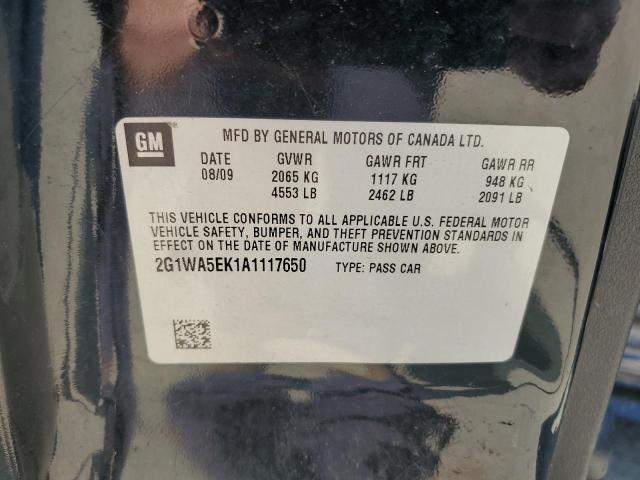 GM
MFD BY GENERAL MOTORS OF CANADA LTD.
DATE GVWR GAWR FRT GAWR RR
08/09 2065 KG 1117 KG 948 KG
4553 LB 2462 LB 2091 LB
THIS VEHICLE CONFORMS TO ALL APPLICABLE U.S. FEDERAL MOTOR
VEHICLE SAFETY, BUMPER, AND THEFT PREVENTION STANDARDS IN
EFFECT ON THE DATE OF MANUFACTURE SHOWN ABOVE.
2G1WA5EK1A1117650 TYPE: PASS CAR